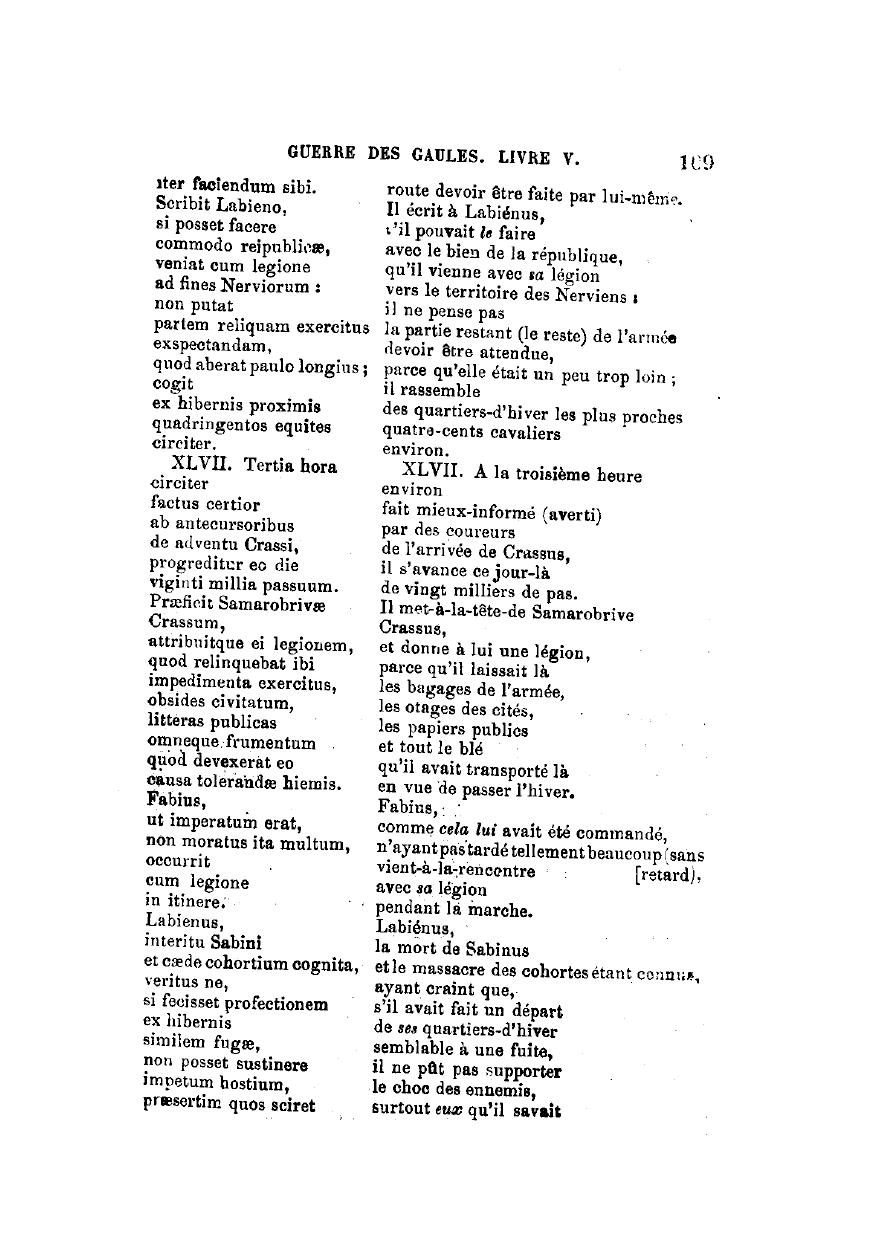 GUERRE DES GAULES. LIVRE V. 169
iter faciendum sibi.
Scribit Labieno,
si posset facere
commodo reipublicæ,
veniat cum legione
ad fines Nerviorum :
non putat
partem reliquam exercitus
exspectandam,
quod aberat paulo longius ;
cogit
ex hibernis proximis
quadringentos equites
circiter.
XLVII. Tertia hora
circiter
factus certior
ab antecursoribus
de adventu Crassi,
progreditur eo die
viginti millia passuum.
Præficit Samarobrivæ
Crassum,
attribuitque ei legionem,
quod relinquebat ibi
impedimenta exercitus,
obsides civitatum,
litteras publicas
omneque frumentum
quod devexerat eo
causa tolerandæ hiemis.
Fabius,
ut imperatum erat,
non moratus ita multum,
occurrit
cum legione
in itinere.
Labienus,
interitu Sabini
et cæde cohortium cognita,
veritus ne,
si fecisset profectionem
ex hibernis
similem fugæ,
non posset sustinere
impetum hostium,
præsertim quos sciret
route devoir être faite par lui-même.
Il écrit à Labiénus,
s'il pouvait le faire
avec le bien de la république,
qu'il vienne avec sa légion
vers le territoire des Nerviens :
il ne pense pas
la partie restant (le reste) de l'armée
devoir être attendue,
parce qu'elle était un peu trop loin ;
il rassemble
des quartiers-d'hiver les plus proches
quatre-cents cavaliers
environ.
XLVII. A la troisième heure
environ
fait mieux-informé (averti)
par des coureurs
de l'arrivée de Crassus,
il s'avance ce jour-là
de vingt milliers de pas.
Il met-à-la-tête-de Samarobrive
Crassus,
et donne à lui une légion,
parce qu'il laissait là
les bagages de l'armée,
les otages des cités,
les papiers publics
et tout le blé
qu'il avait transporté là
en vue de passer l'hiver.
Fabius,
comme cela lui avait été commandé,
n'ayant pas tardé tellement beaucoup (sans
vient-à-la-rencontre [retard),
avec sa légion
pendant la marche.
Labiénus,
la mort de Sabinus
et le massacre des cohortes étant connus,
ayant craint que,
s'il avait fait un départ
de ses quartiers-d'hiver
semblable à une fuite,
il ne pût pas supporter
le choc des ennemis,
surtout eux qu'il savait